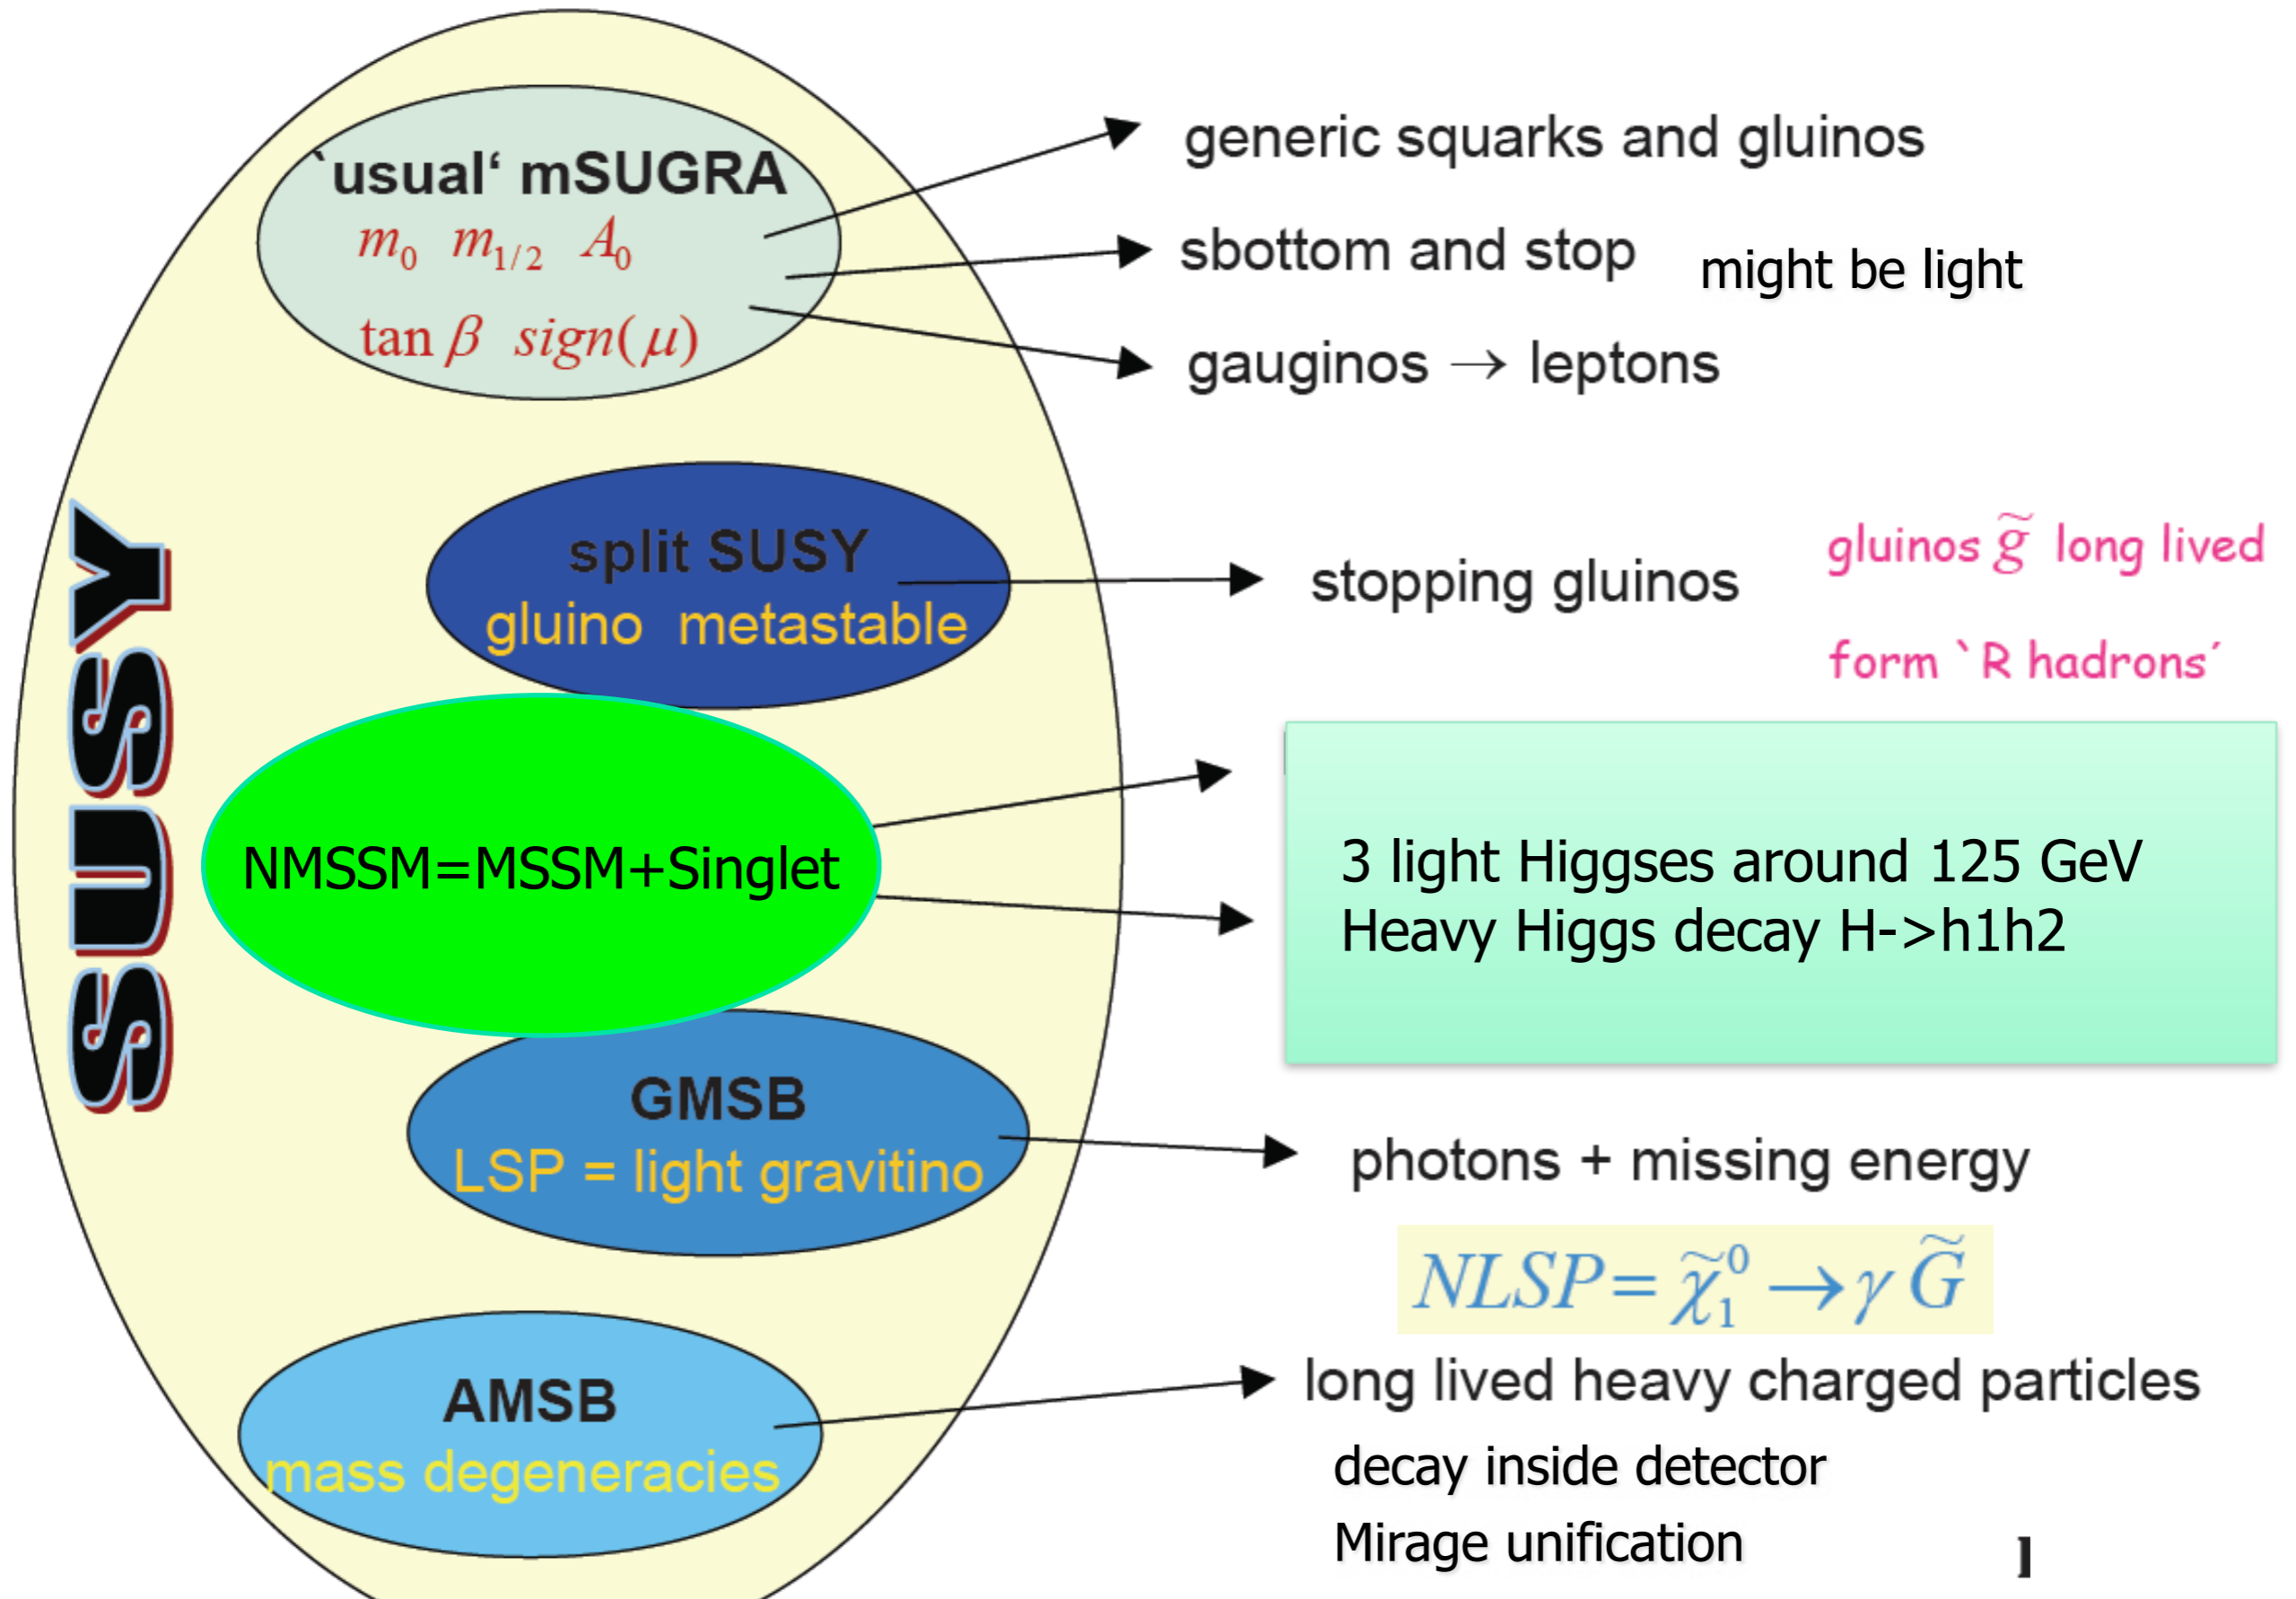 SUSY
`usual‘ mSUGRA
m₀ m₁/₂ A₀
tan β sign(μ)
generic squarks and gluinos
sbottom and stop might be light
gauginos → leptons
split SUSY
gluino metastable
stopping gluinos
gluinos g̃ long lived
form `R hadrons´
NMSSM=MSSM+Singlet
3 light Higgses around 125 GeV
Heavy Higgs decay H->h1h2
GMSB
LSP = light gravitino
photons + missing energy
NLSP = χ̃₁⁰ → γ G̃
AMSB
mass degeneracies
long lived heavy charged particles
decay inside detector
Mirage unification